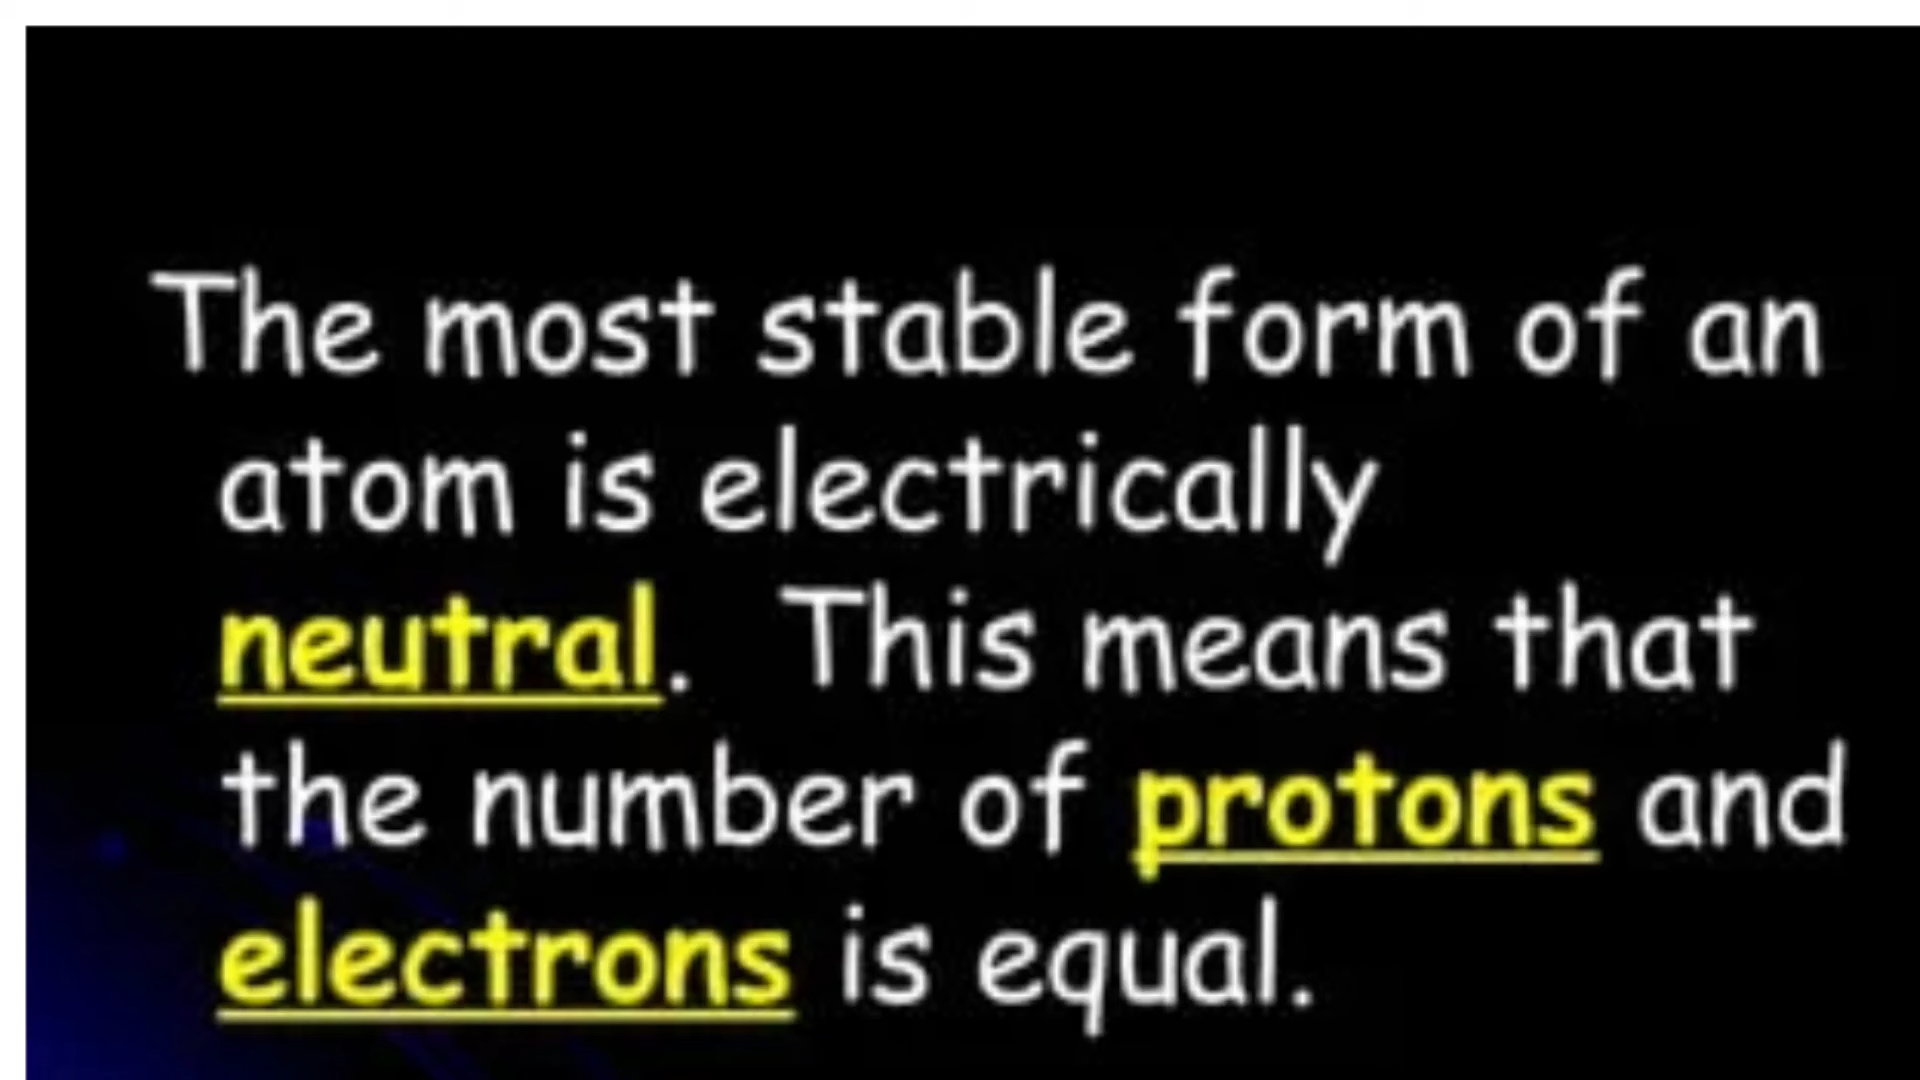 The most stable form of an
atom is electrically
neutral. This means that
the number of protons and
electrons is equal.